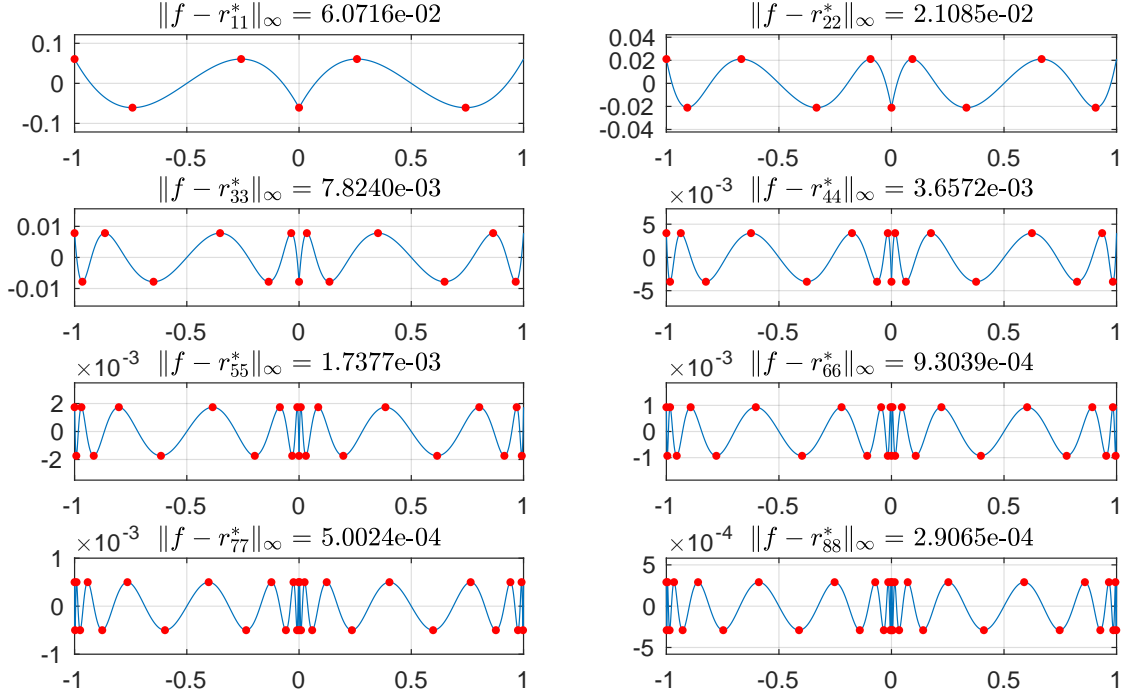 ‖f − r*₁₁‖∞ = 6.0716e-02
0.1
0
-0.1
-1 -0.5 0 0.5 1
‖f − r*₂₂‖∞ = 2.1085e-02
0.04
0.02
0
-0.02
-0.04
-1 -0.5 0 0.5 1
‖f − r*₃₃‖∞ = 7.8240e-03
0.01
0
-0.01
-1 -0.5 0 0.5 1
×10⁻³ ‖f − r*₄₄‖∞ = 3.6572e-03
5
0
-5
-1 -0.5 0 0.5 1
×10⁻³ ‖f − r*₅₅‖∞ = 1.7377e-03
2
0
-2
-1 -0.5 0 0.5 1
×10⁻³ ‖f − r*₆₆‖∞ = 9.3039e-04
1
0
-1
-1 -0.5 0 0.5 1
×10⁻³ ‖f − r*₇₇‖∞ = 5.0024e-04
1
0
-1
-1 -0.5 0 0.5 1
×10⁻⁴ ‖f − r*₈₈‖∞ = 2.9065e-04
5
0
-5
-1 -0.5 0 0.5 1